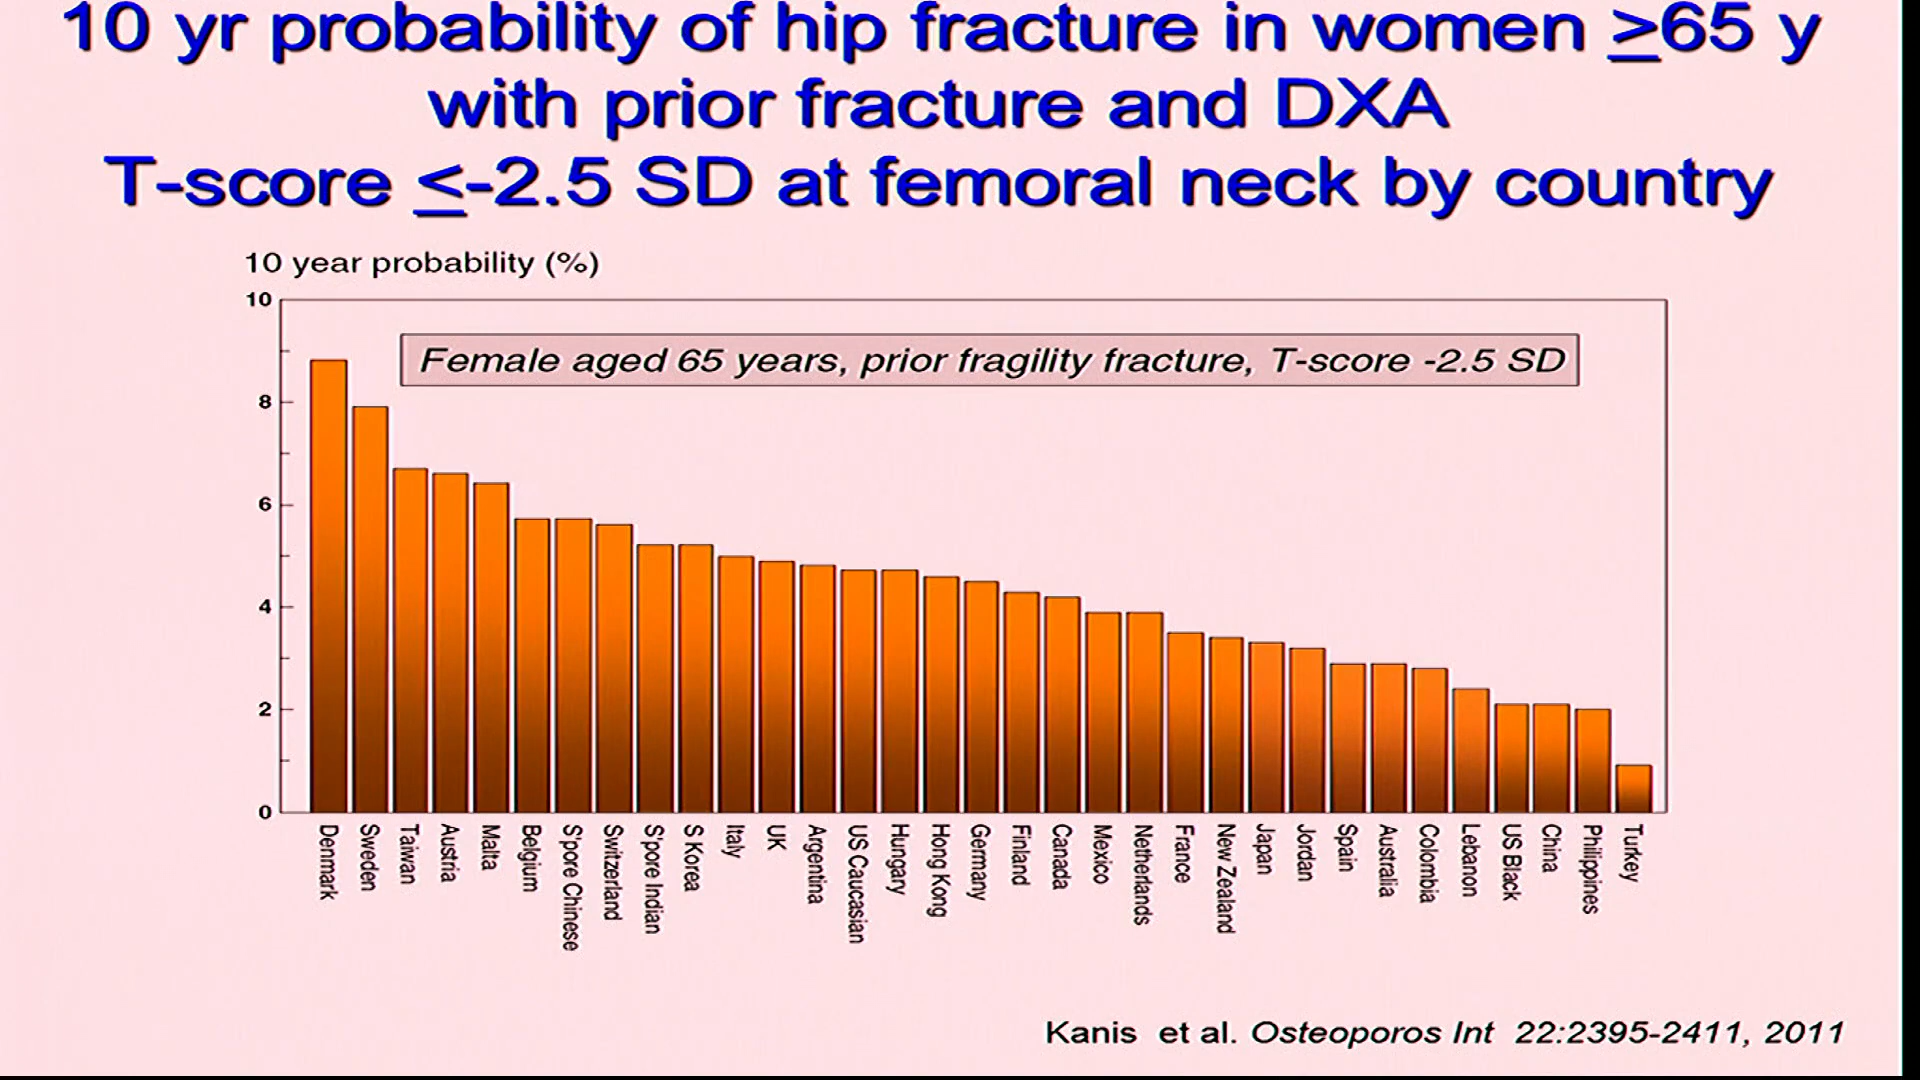 10 yr probability of hip fracture in women ≥65 y
with prior fracture and DXA
T-score ≤-2.5 SD at femoral neck by country
10 year probability (%)
Female aged 65 years, prior fragility fracture, T-score -2.5 SD
10
8
6
4
2
0
Denmark
Sweden
Taiwan
Austria
Malta
Belgium
S'pore Chinese
Switzerland
S'pore Indian
S Korea
Italy
UK
Argentina
US Caucasian
Hungary
Hong Kong
Germany
Finland
Canada
Mexico
Netherlands
France
New Zealand
Japan
Jordan
Spain
Australia
Colombia
Lebanon
US Black
China
Philippines
Turkey
Kanis et al. Osteoporos Int 22:2395-2411, 2011